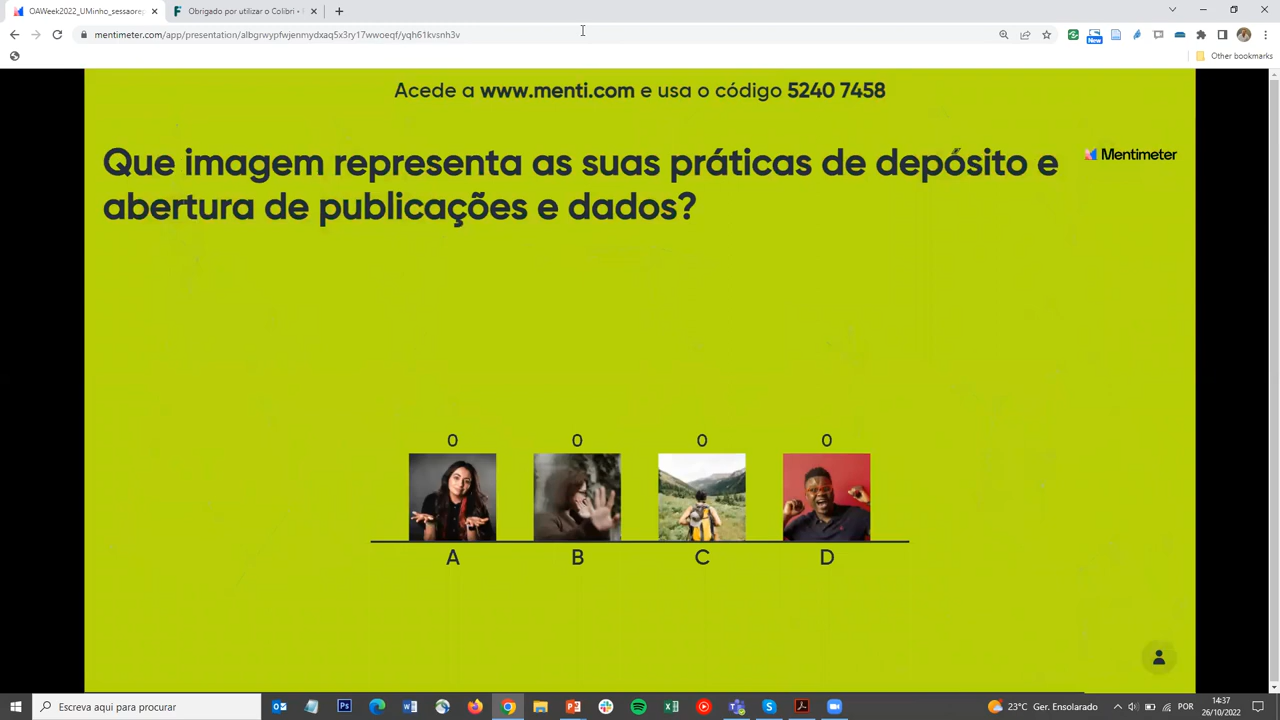 OAWeek2022_UMinho_sessaore
Obrigado por utilizar o Colibri •
mentimeter.com/app/presentation/albgrwypfwjenmydxaq5x3ry17wwoeqf/yqh61kvsnh3v
New
Other bookmarks
Acede a www.menti.com e usa o código 5240 7458
Que imagem representa as suas práticas de depósito e
abertura de publicações e dados?
Mentimeter
0 0 0 0
A B C D
Escreva aqui para procurar
23°C Ger. Ensolarado
POR
14:37
26/10/2022